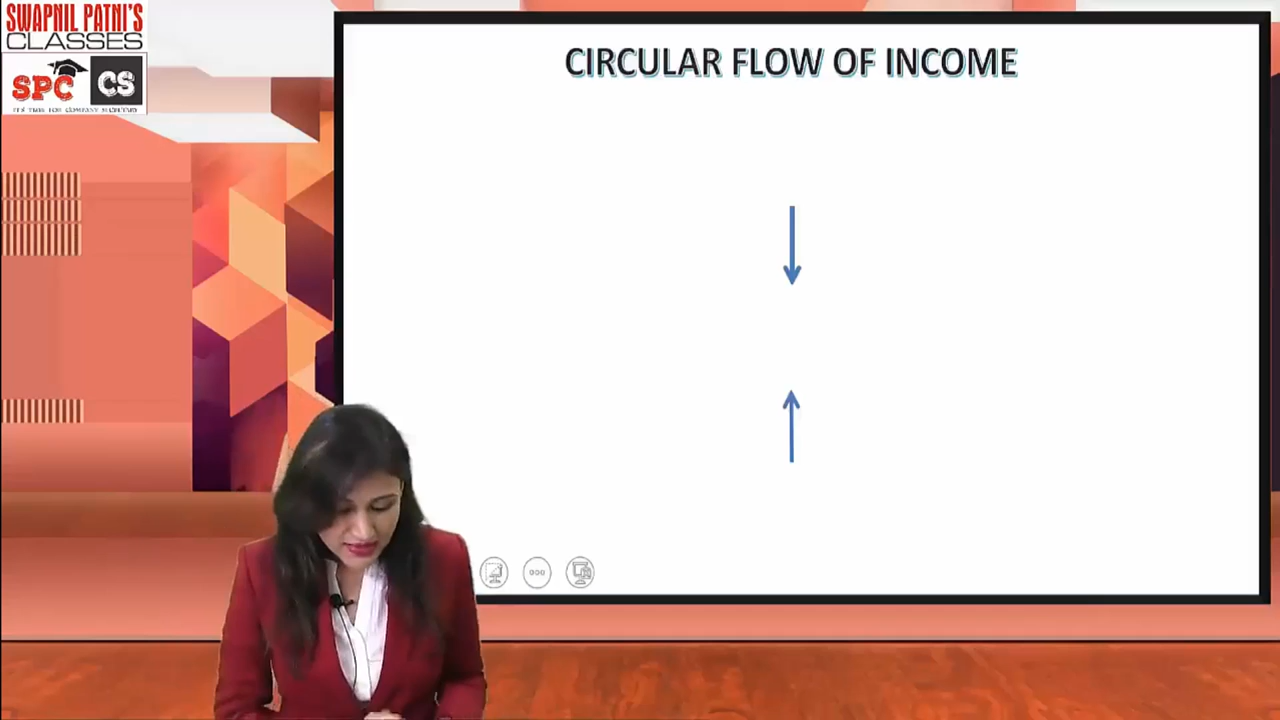 SWAPNIL PATNI'S
CLASSES
SPC CS
CIRCULAR FLOW OF INCOME